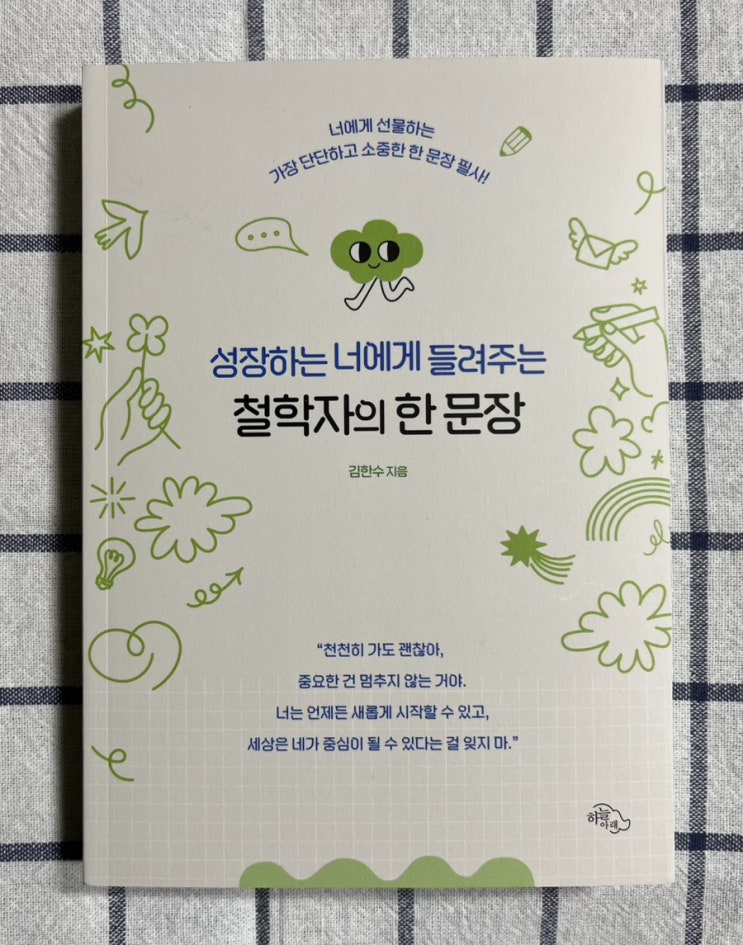 너에게 선물하는
가장 단단하고 소중한 한 문장 필사!
성장하는 너에게 들려주는
철학자의 한 문장
김한수 지음
“천천히 가도 괜찮아,
중요한 건 멈추지 않는 거야.
너는 언제든 새롭게 시작할 수 있고,
세상은 네가 중심이 될 수 있다는 걸 잊지 마.”
하늘
아래